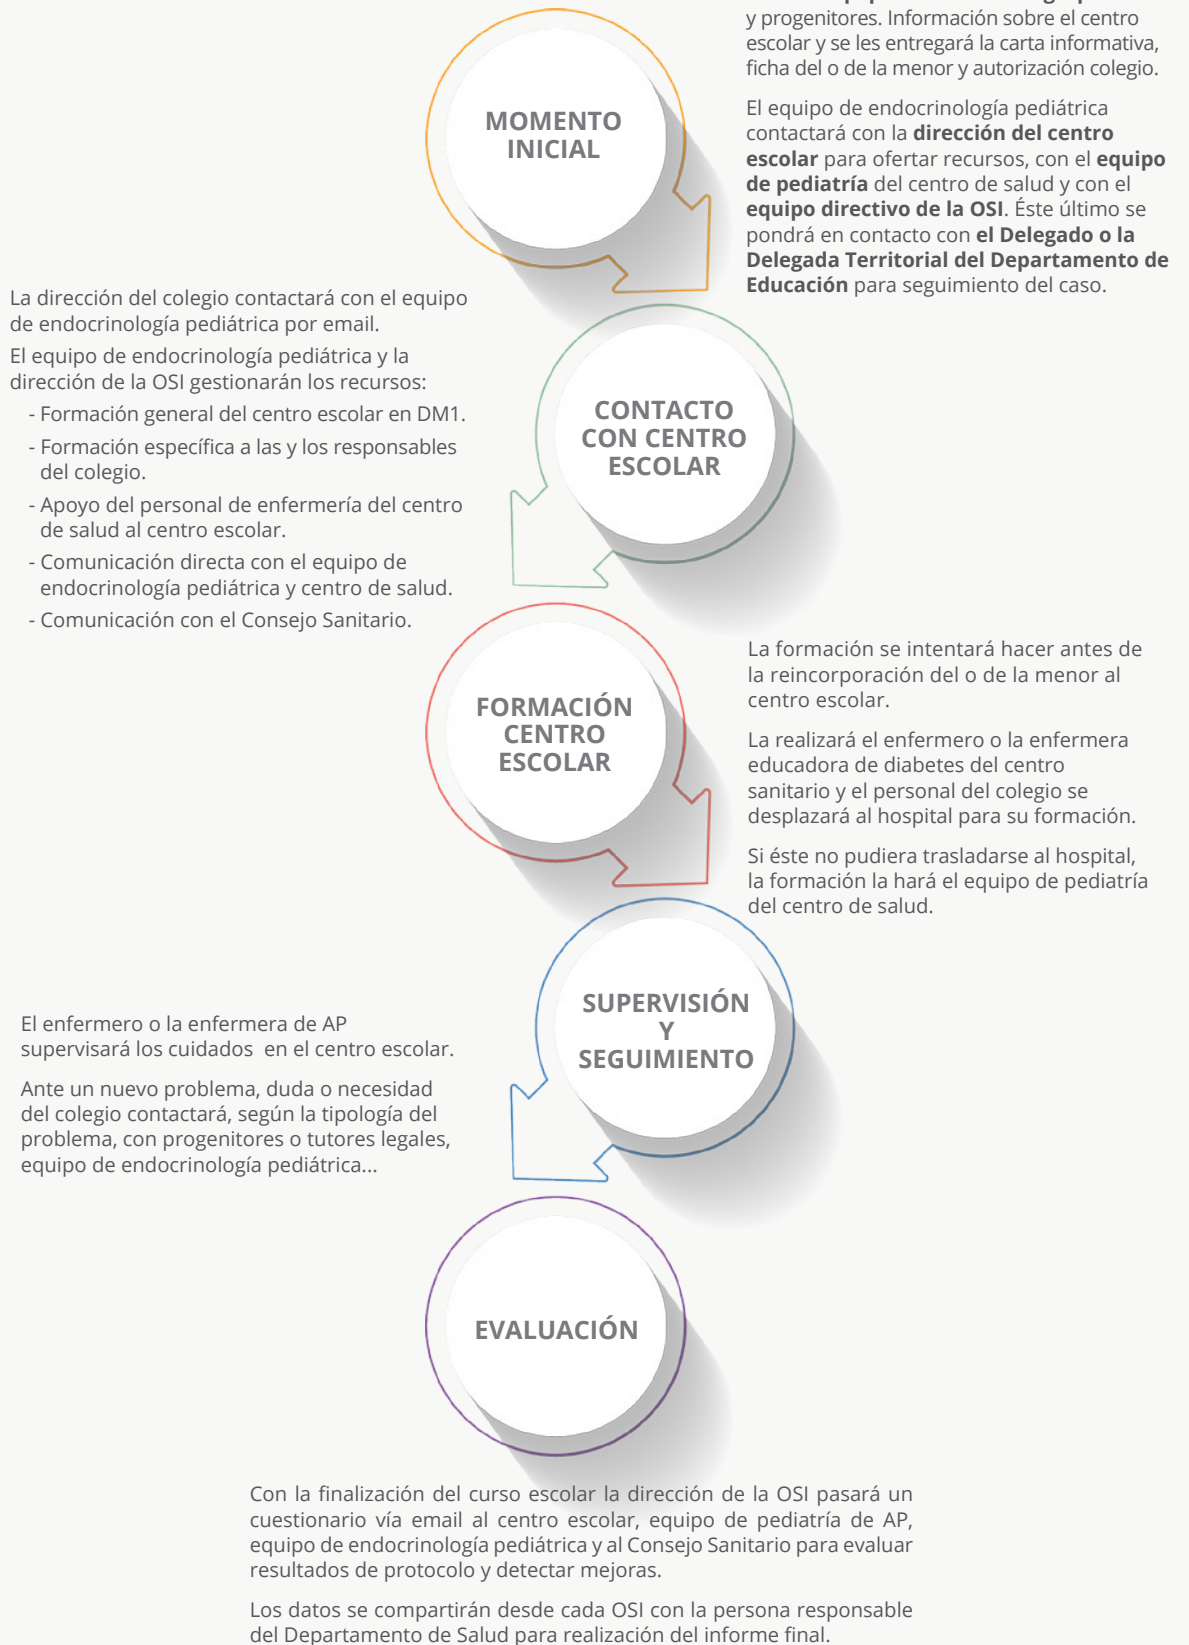 y progenitores. Información sobre el centro
escolar y se les entregará la carta informativa,
ficha del o de la menor y autorización colegio.
MOMENTO
INICIAL
El equipo de endocrinología pediátrica
contactará con la dirección del centro
escolar para ofertar recursos, con el equipo
de pediatría del centro de salud y con el
equipo directivo de la OSI. Éste último se
pondrá en contacto con el Delegado o la
Delegada Territorial del Departamento de
Educación para seguimiento del caso.
La dirección del colegio contactará con el equipo
de endocrinología pediátrica por email.
El equipo de endocrinología pediátrica y la
dirección de la OSI gestionarán los recursos:
- Formación general del centro escolar en DM1.
- Formación específica a las y los responsables
del colegio.
- Apoyo del personal de enfermería del centro
de salud al centro escolar.
- Comunicación directa con el equipo de
endocrinología pediátrica y centro de salud.
- Comunicación con el Consejo Sanitario.
CONTACTO
CON CENTRO
ESCOLAR
FORMACIÓN
CENTRO
ESCOLAR
La formación se intentará hacer antes de
la reincorporación del o de la menor al
centro escolar.
La realizará el enfermero o la enfermera
educadora de diabetes del centro
sanitario y el personal del colegio se
desplazará al hospital para su formación.
Si éste no pudiera trasladarse al hospital,
la formación la hará el equipo de pediatría
del centro de salud.
SUPERVISIÓN
Y
SEGUIMIENTO
El enfermero o la enfermera de AP
supervisará los cuidados en el centro escolar.
Ante un nuevo problema, duda o necesidad
del colegio contactará, según la tipología del
problema, con progenitores o tutores legales,
equipo de endocrinología pediátrica...
EVALUACIÓN
Con la finalización del curso escolar la dirección de la OSI pasará un
cuestionario vía email al centro escolar, equipo de pediatría de AP,
equipo de endocrinología pediátrica y al Consejo Sanitario para evaluar
resultados de protocolo y detectar mejoras.
Los datos se compartirán desde cada OSI con la persona responsable
del Departamento de Salud para realización del informe final.